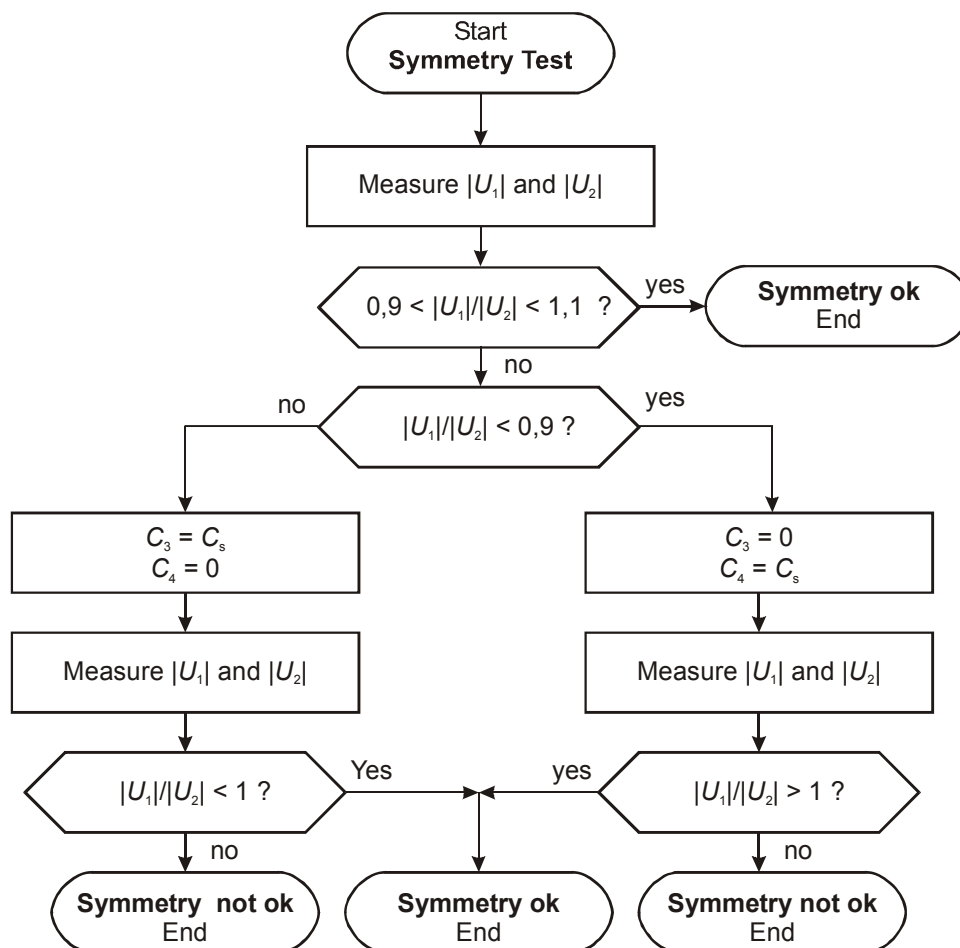 Start
Symmetry Test
Measure |U₁| and |U₂|
0,9 < |U₁|/|U₂| < 1,1 ?
yes
Symmetry ok
End
no
|U₁|/|U₂| < 0,9 ?
no
yes
C₃ = Cₛ
C₄ = 0
C₃ = 0
C₄ = Cₛ
Measure |U₁| and |U₂|
Measure |U₁| and |U₂|
|U₁|/|U₂| < 1 ?
Yes
yes
|U₁|/|U₂| > 1 ?
no
no
Symmetry not ok
End
Symmetry ok
End
Symmetry not ok
End